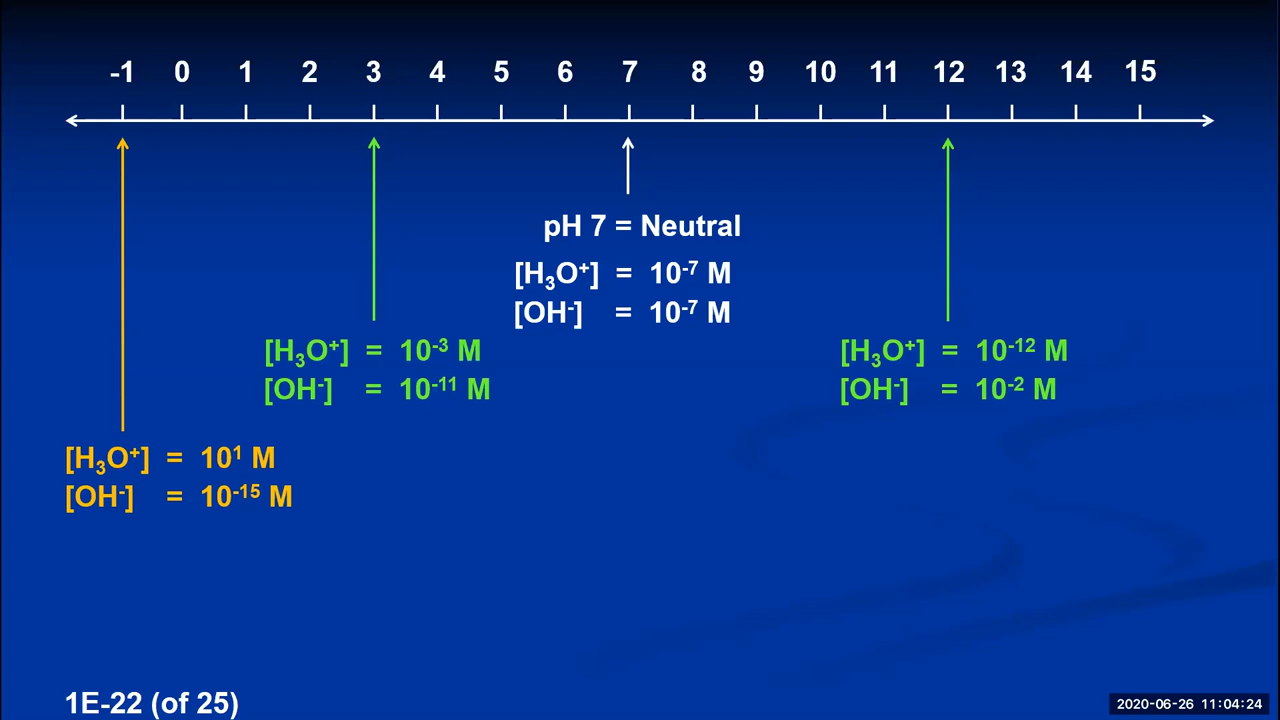 -1 0 1 2 3 4 5 6 7 8 9 10 11 12 13 14 15
pH 7 = Neutral
[H₃O⁺] = 10⁻⁷ M
[OH⁻] = 10⁻⁷ M
[H₃O⁺] = 10⁻³ M
[OH⁻] = 10⁻¹¹ M
[H₃O⁺] = 10⁻¹² M
[OH⁻] = 10⁻² M
[H₃O⁺] = 10¹ M
[OH⁻] = 10⁻¹⁵ M
1E-22 (of 25)
2020-06-26 11:04:24